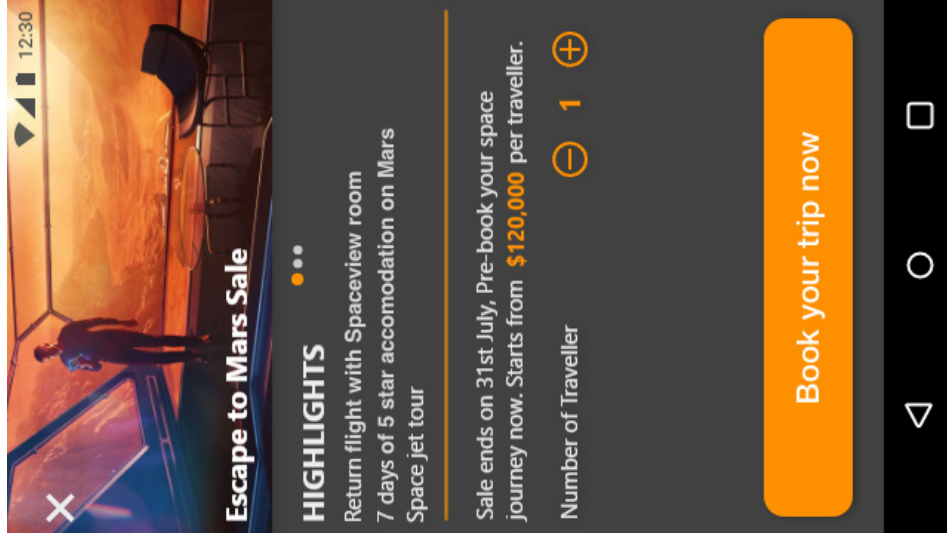 12:30
Escape to Mars Sale
HIGHLIGHTS
Return flight with Spaceview room
7 days of 5 star accomodation on Mars
Space jet tour
Sale ends on 31st July, Pre-book your space
journey now. Starts from $120,000 per traveller.
Number of Traveller
1
Book your trip now